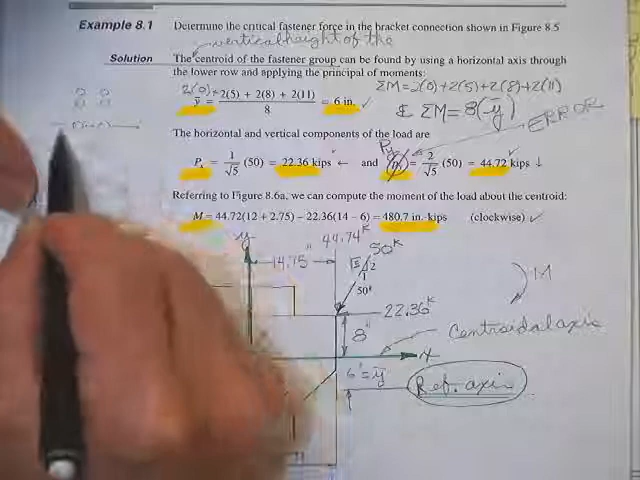 Example 8.1 Determine the critical fastener force in the bracket connection shown in Figure 8.5
vertical height of the
Solution The centroid of the fastener group can be found by using a horizontal axis through
the lower row and applying the principal of moments:
ΣM=2(0)+2(5)+2(8)+2(11)
2(0)+2(5) + 2(8) + 2(11)
y̅ = ――― = 6 in. ✓
8
& ΣM=8(y̅)
ERROR
The horizontal and vertical components of the load are
Py
Px = 1/√5 (50) = 22.36 kips ← and = 2/√5 (50) = 44.72 kips ↓
Referring to Figure 8.6a, we can compute the moment of the load about the centroid:
M = 44.72(12 + 2.75) − 22.36(14 − 6) = 480.7 in.-kips (clockwise) ✓
y
44.74K
50K
14.75"
√5 2
1
50K
M
22.36K
8"
Centroidal axis
x
6"=y̅
Ref. axis